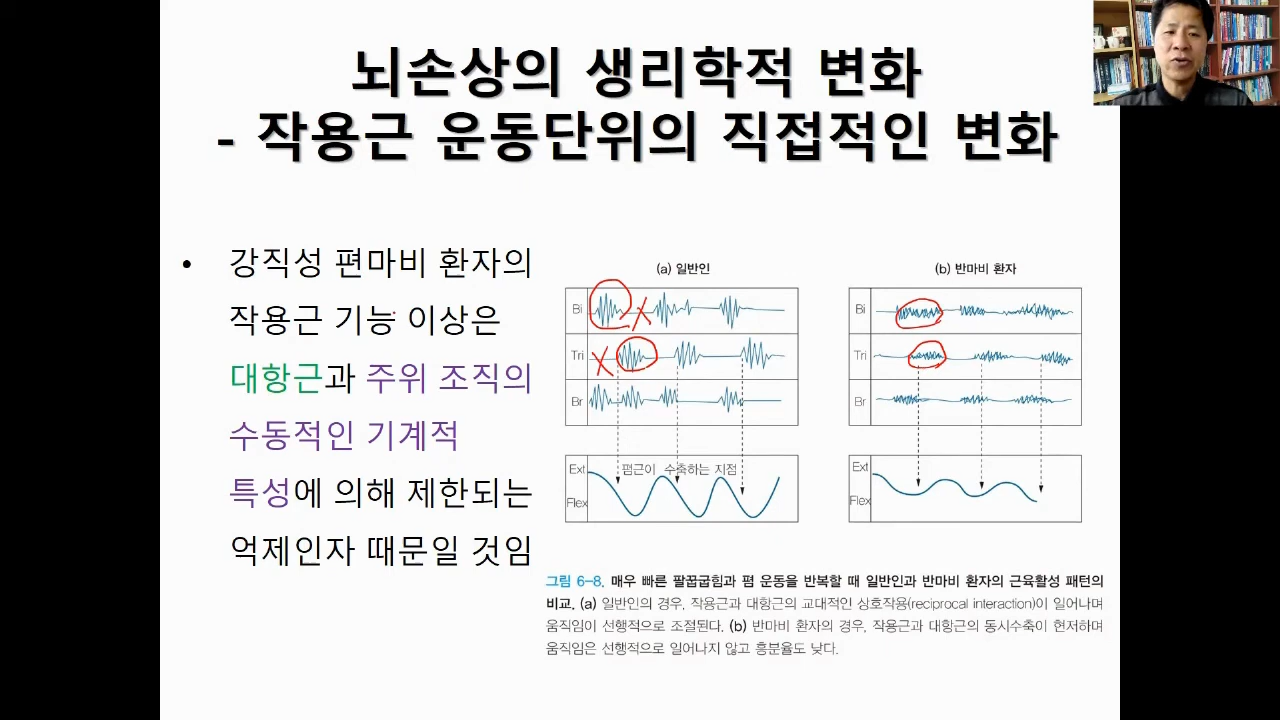 뇌손상의 생리학적 변화
- 작용근 운동단위의 직접적인 변화
• 강직성 편마비 환자의
작용근 기능 이상은
대항근과 주위 조직의
수동적인 기계적
특성에 의해 제한되는
억제인자 때문일 것임
(a) 일반인
Bi
Tri
Br
Ext
폄근이 수축하는 지점
Flex
(b) 반마비 환자
Bi
Tri
Br
Ext
Flex
그림 6-8. 매우 빠른 팔꿉굽힘과 폄 운동을 반복할 때 일반인과 반마비 환자의 근육활성 패턴의
비교. (a) 일반인의 경우, 작용근과 대항근의 교대적인 상호작용(reciprocal interaction)이 일어나며
움직임이 선행적으로 조절된다. (b) 반마비 환자의 경우, 작용근과 대항근의 동시수축이 현저하며
움직임은 선행적으로 일어나지 않고 흥분율도 낮다.